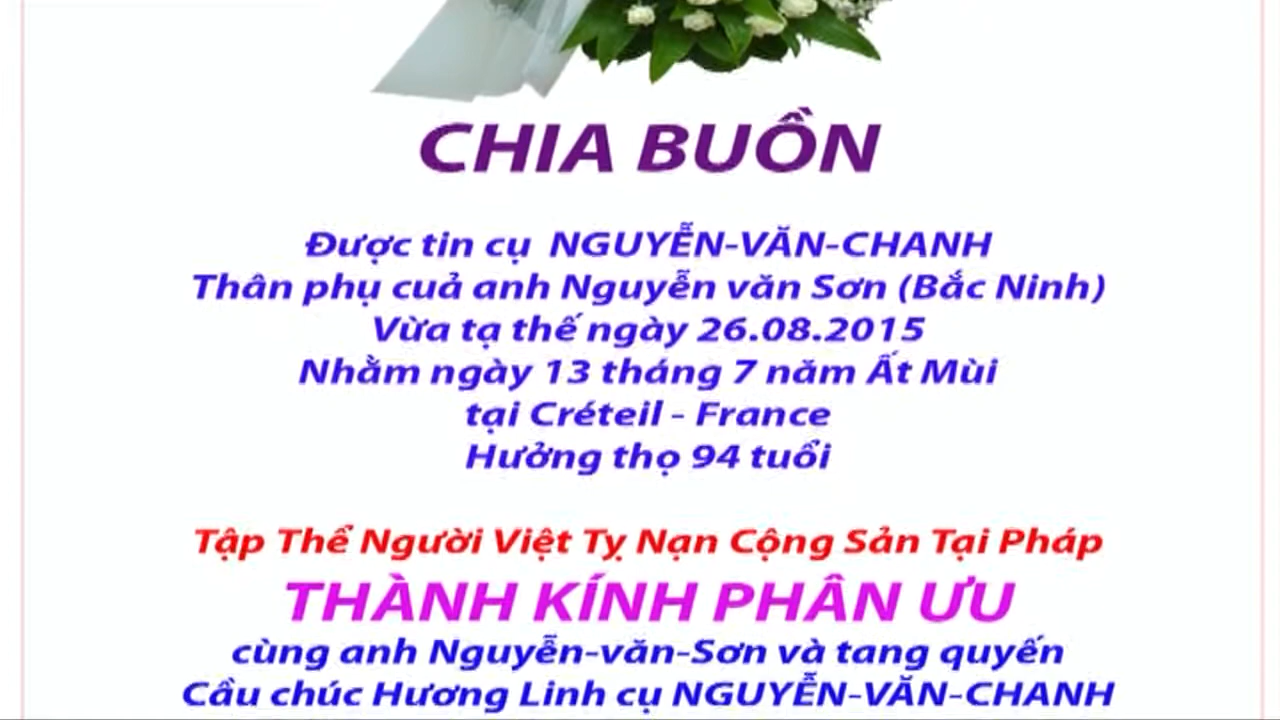 CHIA BUỒN
Được tin cụ NGUYỄN-VĂN-CHANH
Thân phụ cuả anh Nguyễn văn Sơn (Bắc Ninh)
Vừa tạ thế ngày 26.08.2015
Nhằm ngày 13 tháng 7 năm Ất Mùi
tại Créteil - France
Hưởng thọ 94 tuổi
Tập Thể Người Việt Tỵ Nạn Cộng Sản Tại Pháp
THÀNH KÍNH PHÂN ƯU
cùng anh Nguyễn-văn-Sơn và tang quyến
Cầu chúc Hương Linh cụ NGUYỄN-VĂN-CHANH